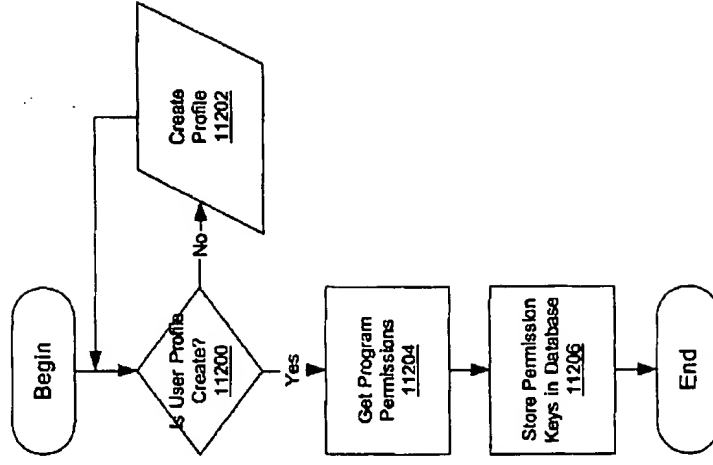 Begin
Is User Profile
Create?
11200
No
Create
Profile
11202
Yes
Get Program
Permissions
11204
Store Permission
Keys in Database
11206
End